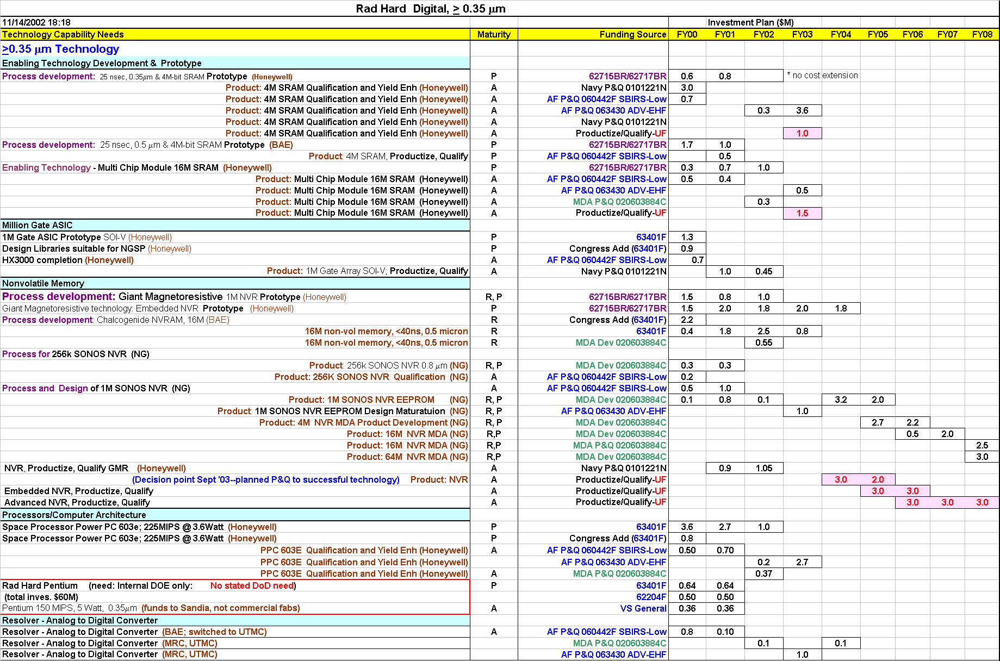 Rad Hard  Digital, ≥ 0.35 µm
11/14/2002 18:18 Investment Plan ($M)
Technology Capability Needs Maturity Funding Source FY00 FY01 FY02 FY03 FY04 FY05 FY06 FY07 FY08
≥0.35 µm Technology
Enabling Technology Development & Prototype
Process development: 25 nsec, 0.35µm & 4M-bit SRAM Prototype (Honeywell) P 62715BR/62717BR 0.6 0.8 * no cost extension
Product: 4M SRAM Qualification and Yield Enh (Honeywell) A Navy P&Q 0101221N 3.0
Product: 4M SRAM Qualification and Yield Enh (Honeywell) A AF P&Q 060442F SBIRS-Low 0.7
Product: 4M SRAM Qualification and Yield Enh (Honeywell) A AF P&Q 063430 ADV-EHF 0.3 3.6
Product: 4M SRAM Qualification and Yield Enh (Honeywell) A Navy P&Q 0101221N
Product: 4M SRAM Qualification and Yield Enh (Honeywell) A Productize/Qualify-UF 1.0
Process development: 25 nsec, 0.5 µm & 4M-bit SRAM Prototype (BAE) P 62715BR/62717BR 1.7 1.0
Product: 4M SRAM, Productize, Qualify P AF P&Q 060442F SBIRS-Low 0.5
Enabling Technology - Multi Chip Module 16M SRAM (Honeywell) P 62715BR/62717BR 0.3 0.7 1.0
Product: Multi Chip Module 16M SRAM (Honeywell) A AF P&Q 060442F SBIRS-Low 0.5 0.4
Product: Multi Chip Module 16M SRAM (Honeywell) A AF P&Q 063430 ADV-EHF 0.5
Product: Multi Chip Module 16M SRAM (Honeywell) A MDA P&Q 020603884C 0.3
Product: Multi Chip Module 16M SRAM (Honeywell) A Productize/Qualify-UF 1.5
Million Gate ASIC
1M Gate ASIC Prototype SOI-V (Honeywell) P 63401F 1.3
Design Libraries suitable for NGSP (Honeywell) P Congress Add (63401F) 0.9
HX3000 completion (Honeywell) A AF P&Q 060442F SBIRS-Low 0.7
Product: 1M Gate Array SOI-V; Productize, Qualify A Navy P&Q 0101221N 1.0 0.45
Nonvolatile Memory
Process development: Giant Magnetoresistive 1M NVR Prototype (Honeywell) R, P 62715BR/62717BR 1.5 0.8 1.0
Giant Magnetoresistive technology: Embedded NVR Prototype (Honeywell) P 62715BR/62717BR 1.5 2.0 1.8 2.0 1.8
Process development: Chalcogenide NVRAM, 16M (BAE) R Congress Add (63401F) 2.2
16M non-vol memory, <40ns, 0.5 micron R 63401F 0.4 1.8 2.5 0.8
16M non-vol memory, <40ns, 0.5 micron R MDA Dev 020603884C 0.55
Process for 256k SONOS NVR (NG)
Product: 256k SONOS NVR 0.8 µm (NG) R, P MDA Dev 020603884C 0.3 0.3
Product: 256K SONOS NVR Qualification (NG) A AF P&Q 060442F SBIRS-Low 0.2
Process and Design of 1M SONOS NVR (NG) A AF P&Q 060442F SBIRS-Low 0.5 1.0
Product: 1M SONOS NVR EEPROM (NG) R, P MDA Dev 020603884C 0.1 0.8 0.1 3.2 2.0
Product: 1M SONOS NVR EEPROM Design Maturatuion (NG) R, P AF P&Q 063430 ADV-EHF 1.0
Product: 4M NVR MDA Product Development (NG) R, P MDA Dev 020603884C 2.7 2.2
Product: 16M NVR MDA (NG) R,P MDA Dev 020603884C 0.5 2.0
Product: 16M NVR MDA (NG) R,P MDA P&Q 020603884C 2.5
Product: 64M NVR MDA (NG) R,P MDA Dev 020603884C 3.0
NVR, Productize, Qualify GMR (Honeywell) A Navy P&Q 0101221N 0.9 1.05
(Decision point Sept '03--planned P&Q to successful technology) Product: NVR A Productize/Qualify-UF 3.0 2.0
Embedded NVR, Productize, Qualify A Productize/Qualify-UF 3.0 3.0
Advanced NVR, Productize, Qualify A Productize/Qualify-UF 3.0 3.0 3.0
Processors/Computer Architecture
Space Processor Power PC 603e; 225MIPS @ 3.6Watt (Honeywell) P 63401F 3.6 2.7 1.0
Space Processor Power PC 603e; 225MIPS @ 3.6Watt (Honeywell) P Congress Add (63401F) 0.8
PPC 603E Qualification and Yield Enh (Honeywell) A AF P&Q 060442F SBIRS-Low 0.50 0.70
PPC 603E Qualification and Yield Enh (Honeywell) AF P&Q 063430 ADV-EHF 0.2 2.7
PPC 603E Qualification and Yield Enh (Honeywell) A MDA P&Q 020603884C 0.37
Rad Hard Pentium (need: Internal DOE only: No stated DoD need) P 63401F 0.64 0.64
(total inves. $60M) 62204F 0.50 0.50
Pentium 150 MIPS, 5 Watt, 0.35µm (funds to Sandia, not commercial fabs) A VS General 0.36 0.36
Resolver - Analog to Digital Converter
Resolver - Analog to Digital Converter (BAE; switched to UTMC) A AF P&Q 060442F SBIRS-Low 0.8 0.10
Resolver - Analog to Digital Converter (MRC, UTMC) MDA P&Q 020603884C 0.1 0.1
Resolver - Analog to Digital Converter (MRC, UTMC) AF P&Q 063430 ADV-EHF 1.0